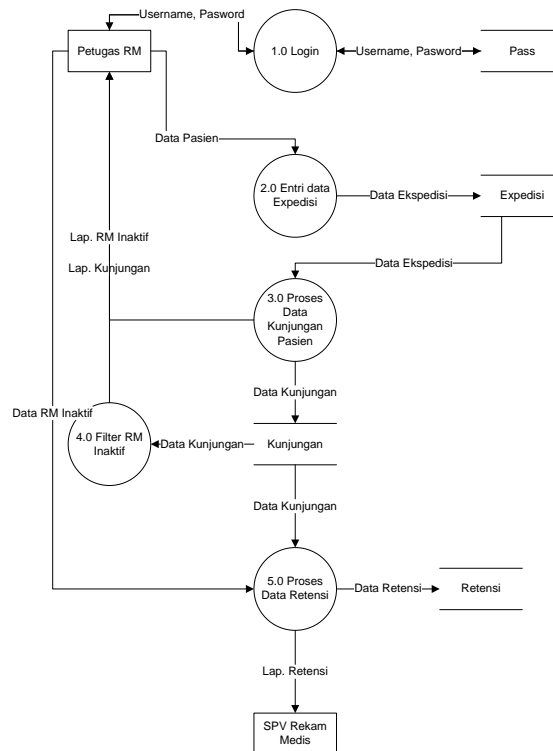 Username, Pasword
Petugas RM
1.0 Login
Username, Pasword
Pass
Data Pasien
2.0 Entri data
Expedisi
Data Ekspedisi
Expedisi
Lap. RM Inaktif
Lap. Kunjungan
Data Ekspedisi
3.0 Proses
Data
Kunjungan
Pasien
Data Kunjungan
Data RM Inaktif
4.0 Filter RM
Inaktif
Data Kunjungan
Kunjungan
Data Kunjungan
5.0 Proses
Data Retensi
Data Retensi
Retensi
Lap. Retensi
SPV Rekam
Medis